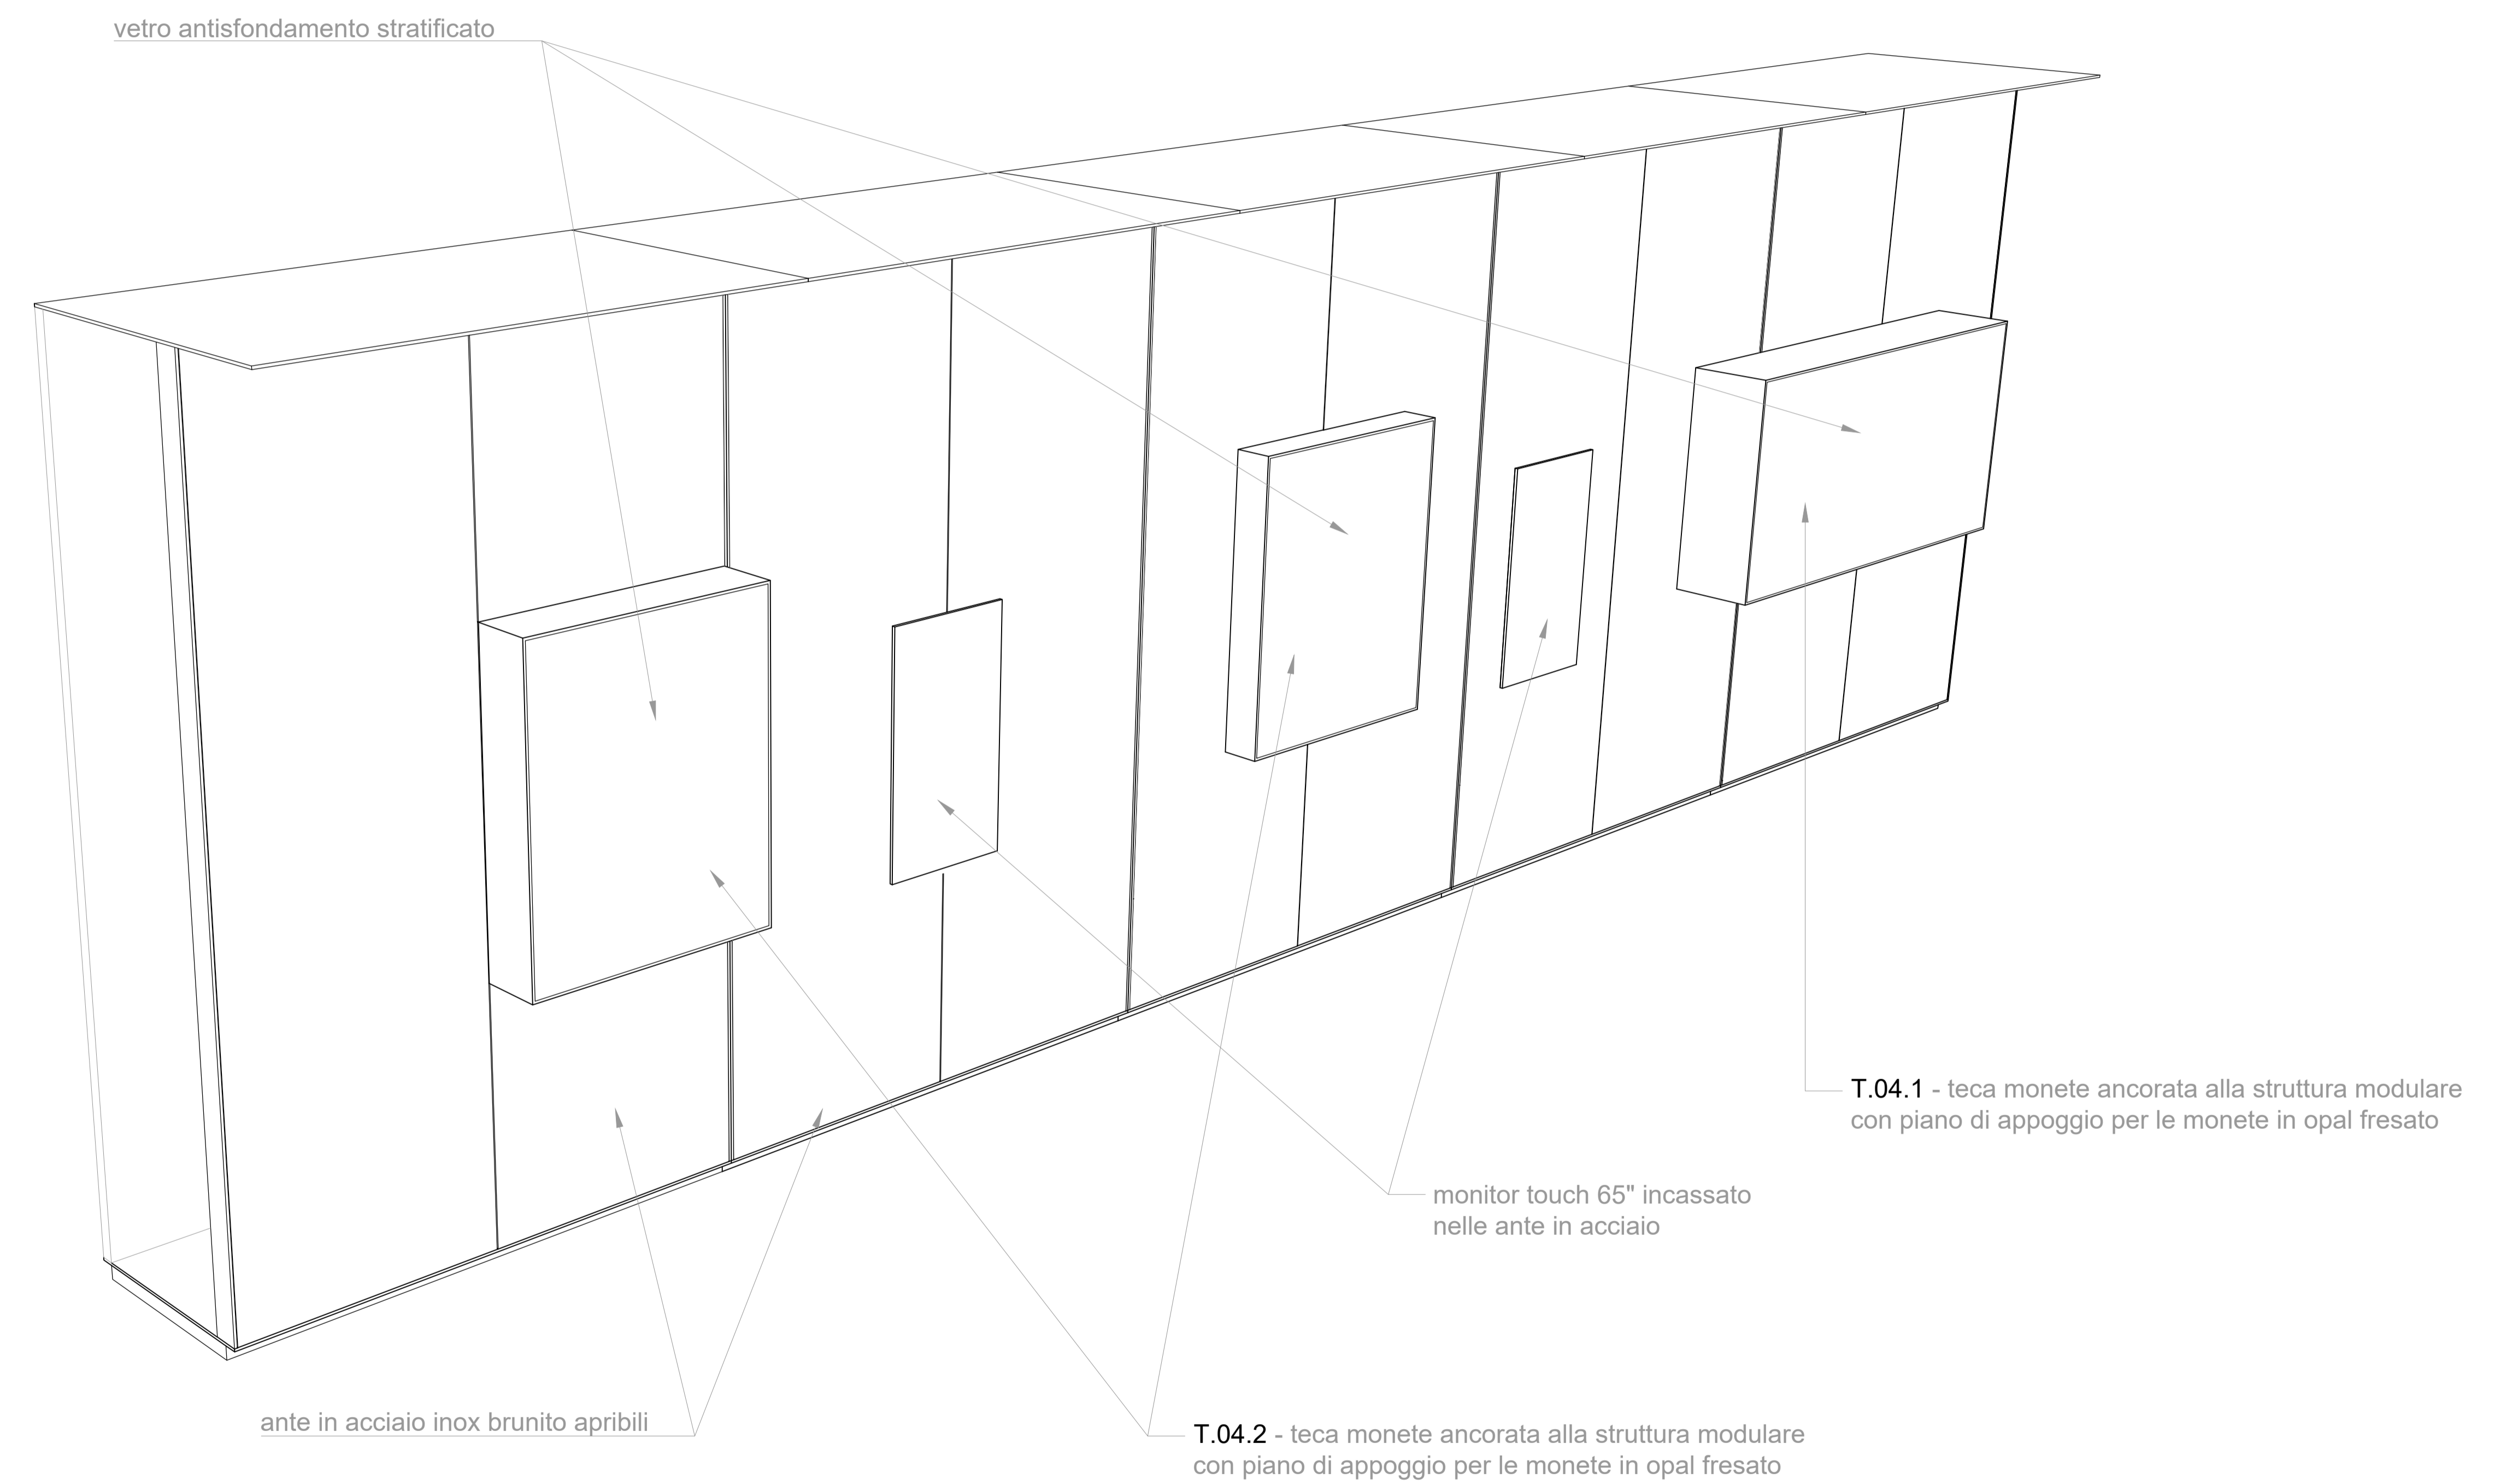 vetro antisfondamento stratificato
T.04.1 - teca monete ancorata alla struttura modulare
con piano di appoggio per le monete in opal fresato
monitor touch 65" incassato
nelle ante in acciaio
ante in acciaio inox brunito apribili
T.04.2 - teca monete ancorata alla struttura modulare
con piano di appoggio per le monete in opal fresato